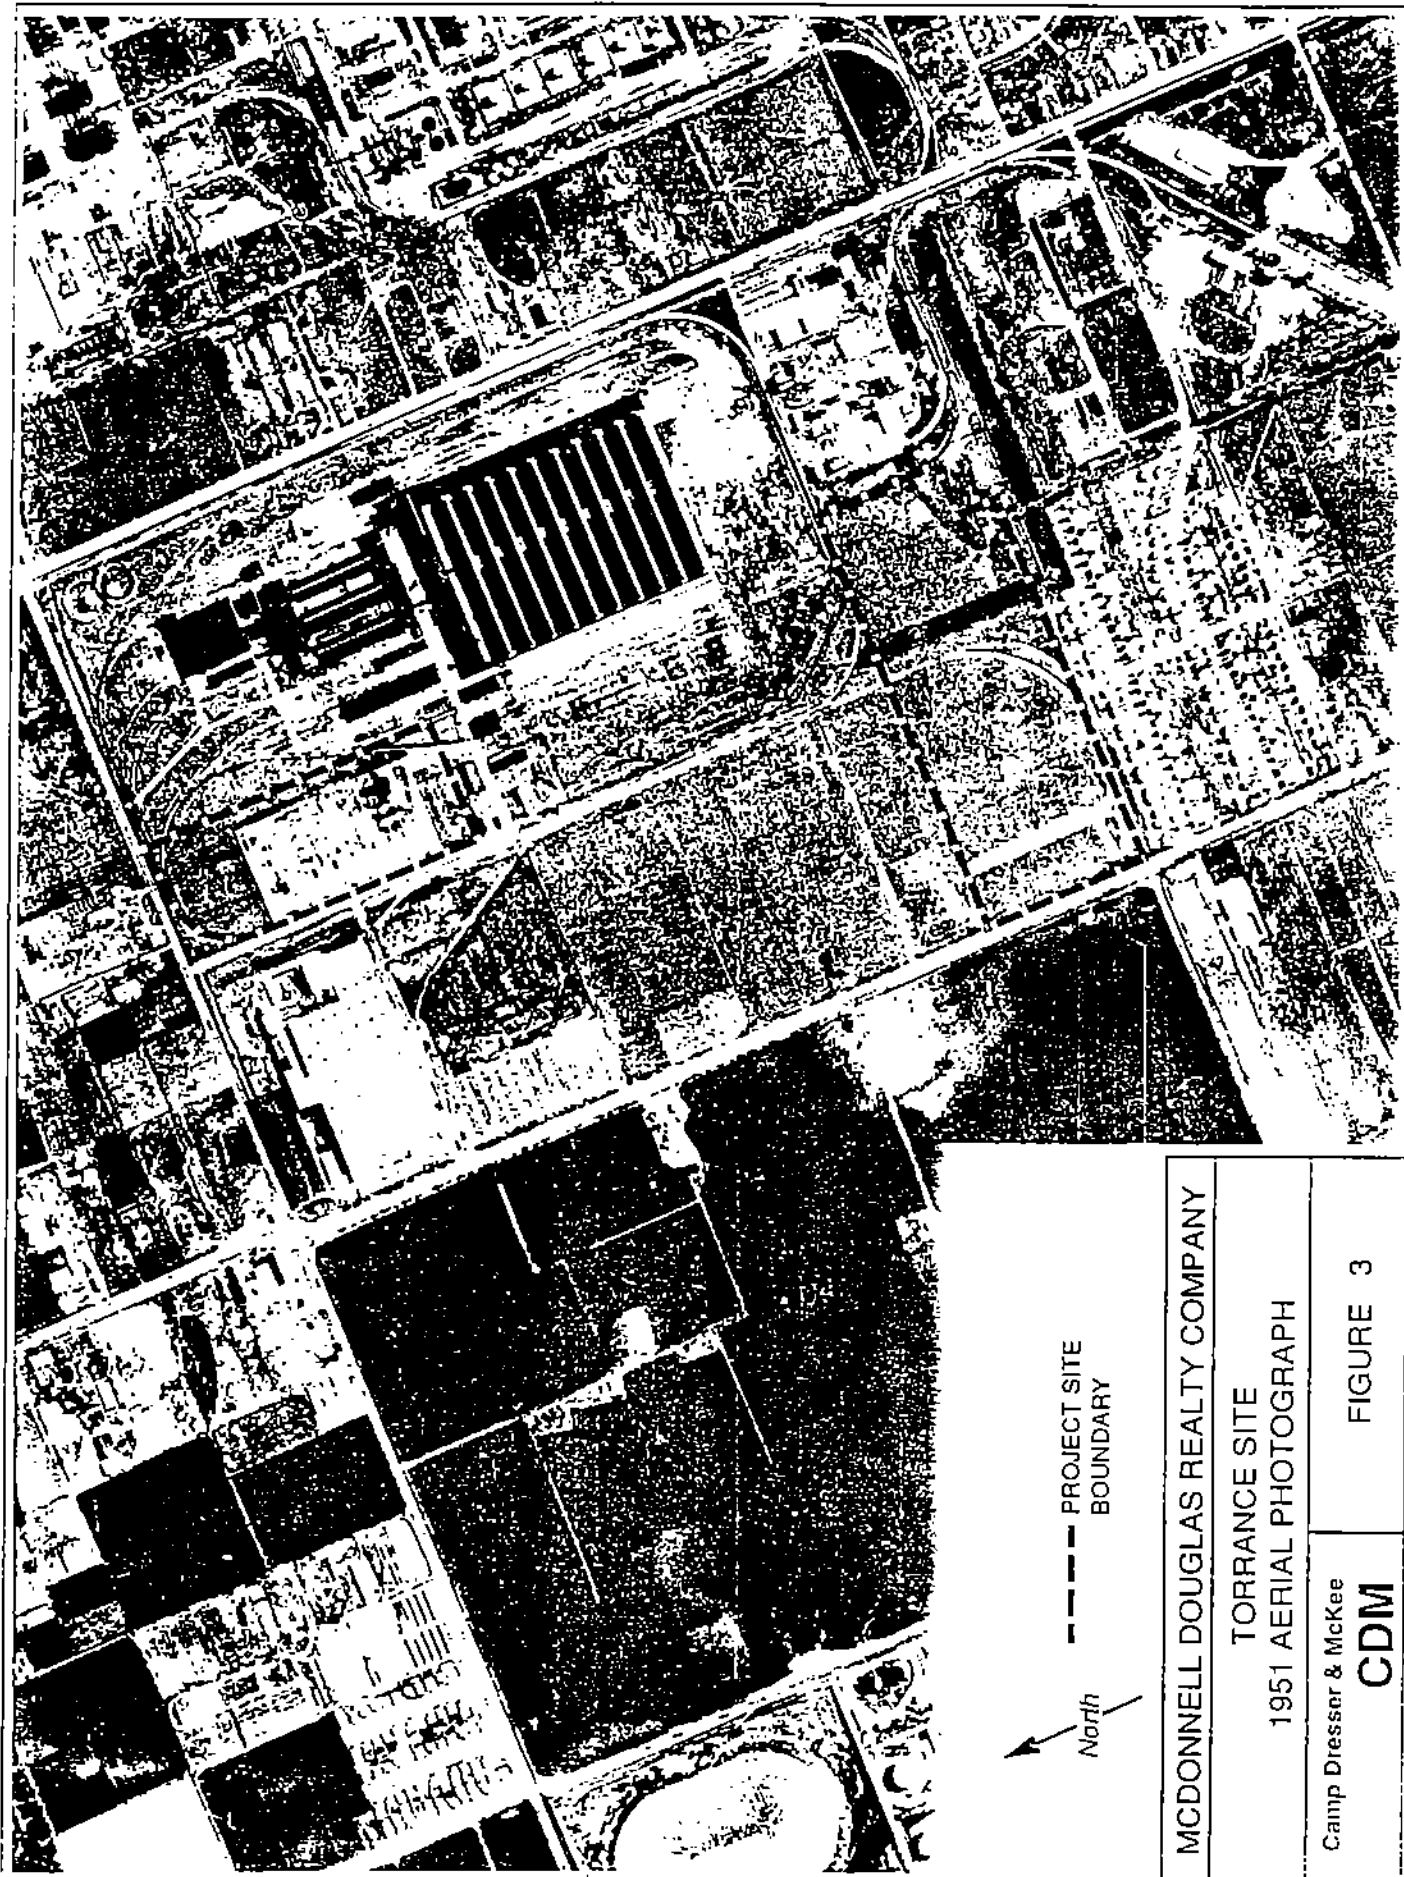 North
PROJECT SITE
BOUNDARY
MCDONNELL DOUGLAS REALTY COMPANY
TORRANCE SITE
1951 AERIAL PHOTOGRAPH
Camp Dresser & McKee
CDM
FIGURE 3